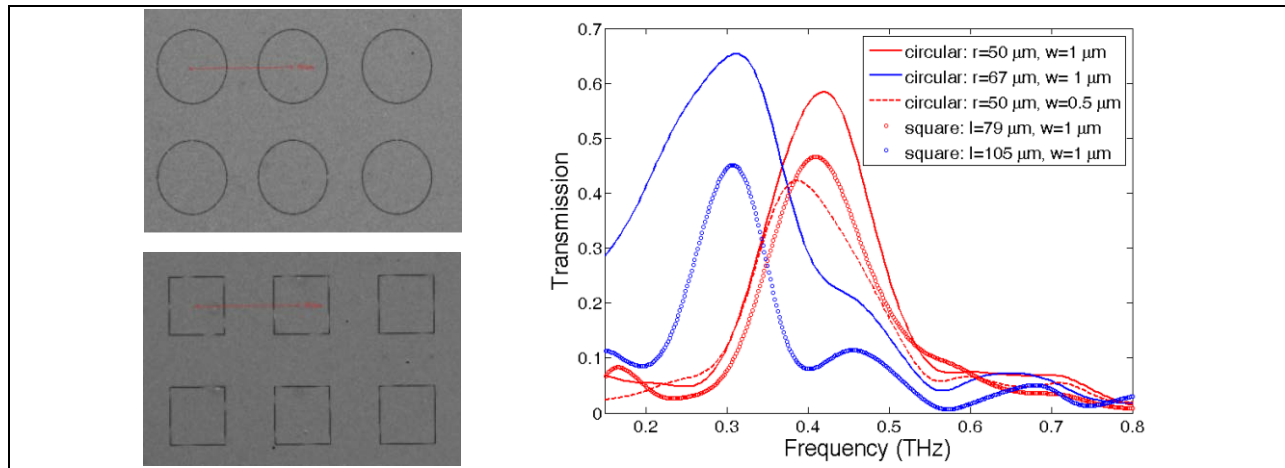 0.7
0.6
0.5
0.4
0.3
0.2
0.1
0
Transmission
circular: r=50 µm, w=1 µm
circular: r=67 µm, w= 1 µm
circular: r=50 µm, w=0.5 µm
square: l=79 µm, w=1 µm
square: l=105 µm, w=1 µm
0.2 0.3 0.4 0.5 0.6 0.7 0.8
Frequency (THz)